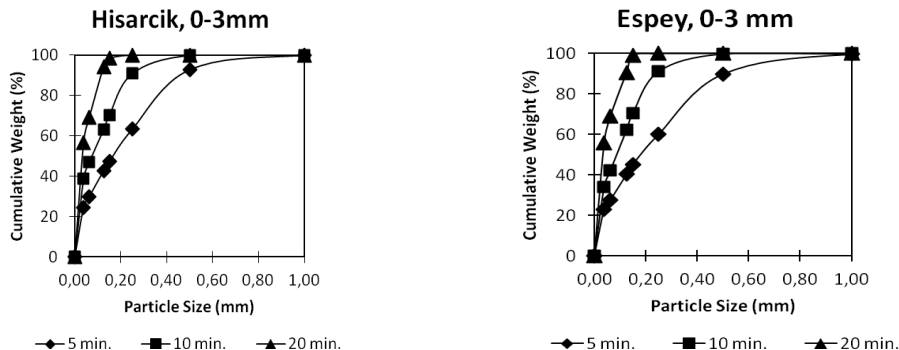 Hisarcik, 0-3mm
Cumulative Weight (%)
100
80
60
40
20
0
0,00 0,20 0,40 0,60 0,80 1,00
Particle Size (mm)
5 min. 10 min. 20 min.
Espey, 0-3 mm
Cumulative Weight (%)
100
80
60
40
20
0
0,00 0,20 0,40 0,60 0,80 1,00
Particle Size (mm)
5 min. 10 min. 20 min.